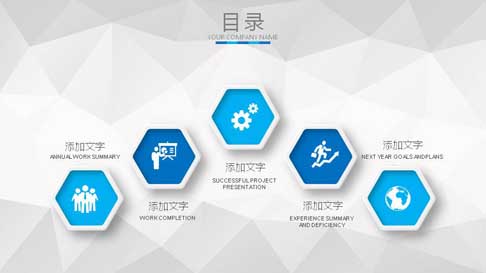 目录
YOUR COMPANY NAME
添加文字
ANNUAL WORK SUMMARY
添加文字
WORK COMPLETION
添加文字
SUCCESSFUL PROJECT
PRESENTATION
添加文字
EXPERIENCE SUMMARY
AND DEFICIENCY
添加文字
NEXT YEAR GOALS ANDPLANS